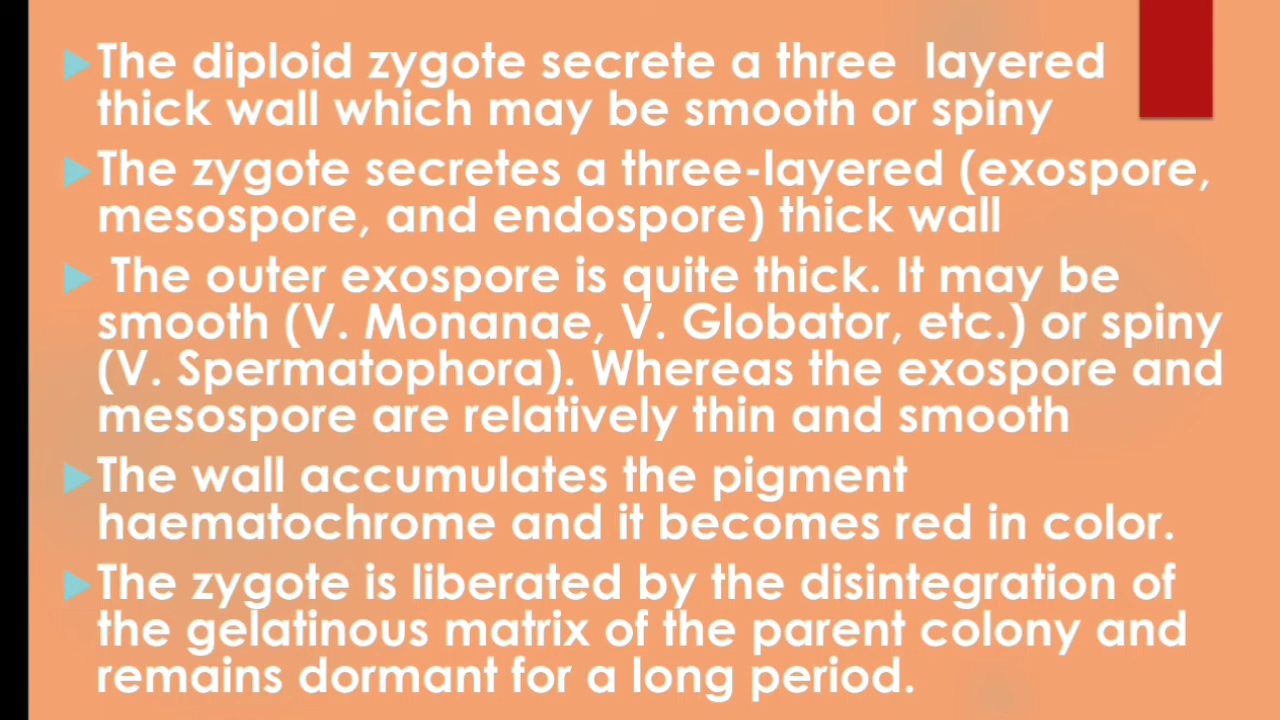 The diploid zygote secrete a three layered
thick wall which may be smooth or spiny
The zygote secretes a three-layered (exospore,
mesospore, and endospore) thick wall
The outer exospore is quite thick. It may be
smooth (V. Monanae, V. Globator, etc.) or spiny
(V. Spermatophora). Whereas the exospore and
mesospore are relatively thin and smooth
The wall accumulates the pigment
haematochrome and it becomes red in color.
The zygote is liberated by the disintegration of
the gelatinous matrix of the parent colony and
remains dormant for a long period.